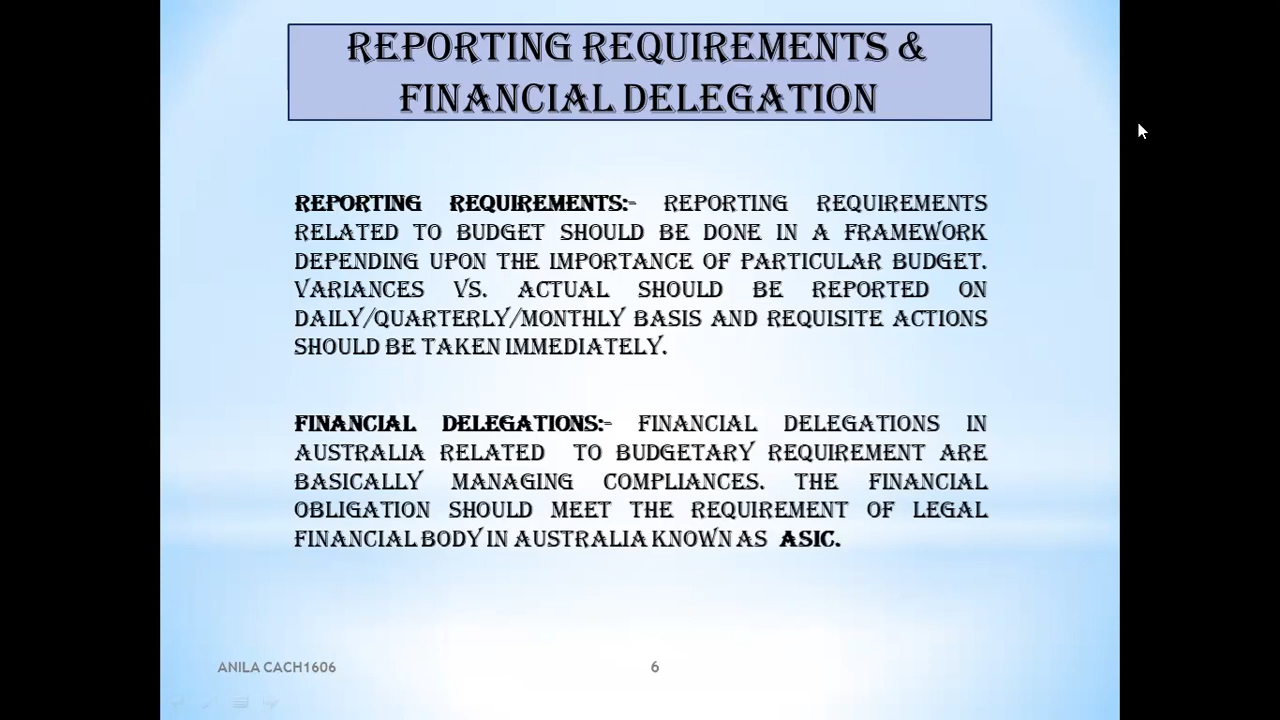 REPORTING REQUIREMENTS &
FINANCIAL DELEGATION
REPORTING REQUIREMENTS:- REPORTING REQUIREMENTS
RELATED TO BUDGET SHOULD BE DONE IN A FRAMEWORK
DEPENDING UPON THE IMPORTANCE OF PARTICULAR BUDGET.
VARIANCES VS. ACTUAL SHOULD BE REPORTED ON
DAILY/QUARTERLY/MONTHLY BASIS AND REQUISITE ACTIONS
SHOULD BE TAKEN IMMEDIATELY.
FINANCIAL DELEGATIONS:- FINANCIAL DELEGATIONS IN
AUSTRALIA RELATED TO BUDGETARY REQUIREMENT ARE
BASICALLY MANAGING COMPLIANCES. THE FINANCIAL
OBLIGATION SHOULD MEET THE REQUIREMENT OF LEGAL
FINANCIAL BODY IN AUSTRALIA KNOWN AS ASIC.
ANILA CACH1606
6